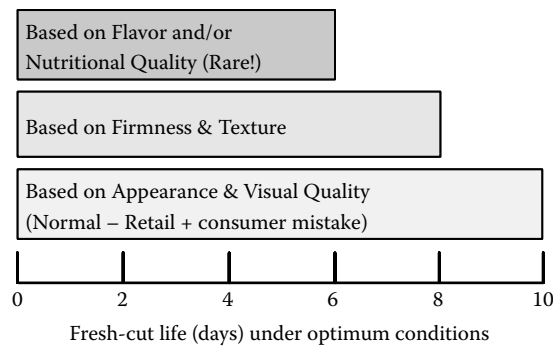 Based on Flavor and/or
Nutritional Quality (Rare!)
Based on Firmness & Texture
Based on Appearance & Visual Quality
(Normal – Retail + consumer mistake)
0 2 4 6 8 10
Fresh-cut life (days) under optimum conditions